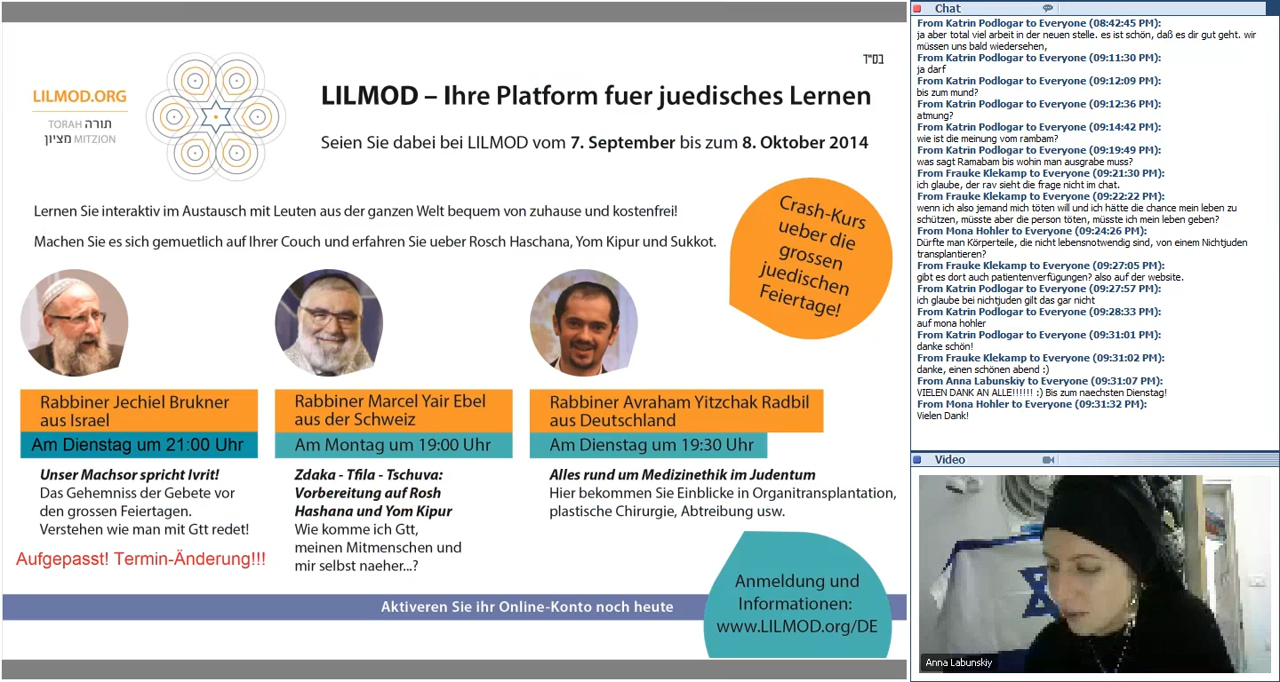 בס"ד
LILMOD.ORG
TORAH תורה
מציון MITZION
LILMOD – Ihre Platform fuer juedisches Lernen
Seien Sie dabei bei LILMOD vom 7. September bis zum 8. Oktober 2014
Lernen Sie interaktiv im Austausch mit Leuten aus der ganzen Welt bequem von zuhause und kostenfrei!
Machen Sie es sich gemuetlich auf Ihrer Couch und erfahren Sie ueber Rosch Haschana, Yom Kipur und Sukkot.
Crash-Kurs
ueber die
grossen
juedischen
Feiertage!
Rabbiner Jechiel Brukner
aus Israel
Am Dienstag um 21:00 Uhr
Unser Machsor spricht Ivrit!
Das Gehemniss der Gebete vor
den grossen Feiertagen.
Verstehen wie man mit Gtt redet!
Aufgepasst! Termin-Änderung!!!
Rabbiner Marcel Yair Ebel
aus der Schweiz
Am Montag um 19:00 Uhr
Zdaka - Tfila - Tschuva:
Vorbereitung auf Rosh
Hashana und Yom Kipur
Wie komme ich Gtt,
meinen Mitmenschen und
mir selbst naeher...?
Rabbiner Avraham Yitzchak Radbil
aus Deutschland
Am Dienstag um 19:30 Uhr
Alles rund um Medizinethik im Judentum
Hier bekommen Sie Einblicke in Organitransplantation,
plastische Chirurgie, Abtreibung usw.
Aktiveren Sie ihr Online-Konto noch heute
Anmeldung und
Informationen:
www.LILMOD.org/DE
Chat
From Katrin Podlogar to Everyone (08:42:45 PM):
ja aber total viel arbeit in der neuen stelle. es ist schön, daß es dir gut geht. wir
müssen uns bald wiedersehen,
From Katrin Podlogar to Everyone (09:11:30 PM):
ja darf
From Katrin Podlogar to Everyone (09:12:09 PM):
bis zum mund?
From Katrin Podlogar to Everyone (09:12:36 PM):
atmung?
From Katrin Podlogar to Everyone (09:14:42 PM):
wie ist die meinung vom rambam?
From Katrin Podlogar to Everyone (09:19:49 PM):
was sagt Ramabam bis wohin man ausgrabe muss?
From Frauke Klekamp to Everyone (09:21:30 PM):
ich glaube, der rav sieht die frage nicht im chat.
From Frauke Klekamp to Everyone (09:22:22 PM):
wenn ich also jemand mich töten will und ich hätte die chance mein leben zu
schützen, müsste aber die person töten, müsste ich mein leben geben?
From Mona Hohler to Everyone (09:24:26 PM):
Dürfte man Körperteile, die nicht lebensnotwendig sind, von einem Nichtjuden
transplantieren?
From Frauke Klekamp to Everyone (09:27:05 PM):
gibt es dort auch patientenverfügungen? also auf der website.
From Katrin Podlogar to Everyone (09:27:57 PM):
ich glaube bei nichtjuden gilt das gar nicht
From Katrin Podlogar to Everyone (09:28:33 PM):
auf mona hohler
From Katrin Podlogar to Everyone (09:31:01 PM):
danke schön!
From Frauke Klekamp to Everyone (09:31:02 PM):
danke, einen schönen abend :)
From Anna Labunskiy to Everyone (09:31:07 PM):
VIELEN DANK AN ALLE!!!!!! :) Bis zum naechsten Dienstag!
From Mona Hohler to Everyone (09:31:32 PM):
Vielen Dank!
Video
Anna Labunskiy